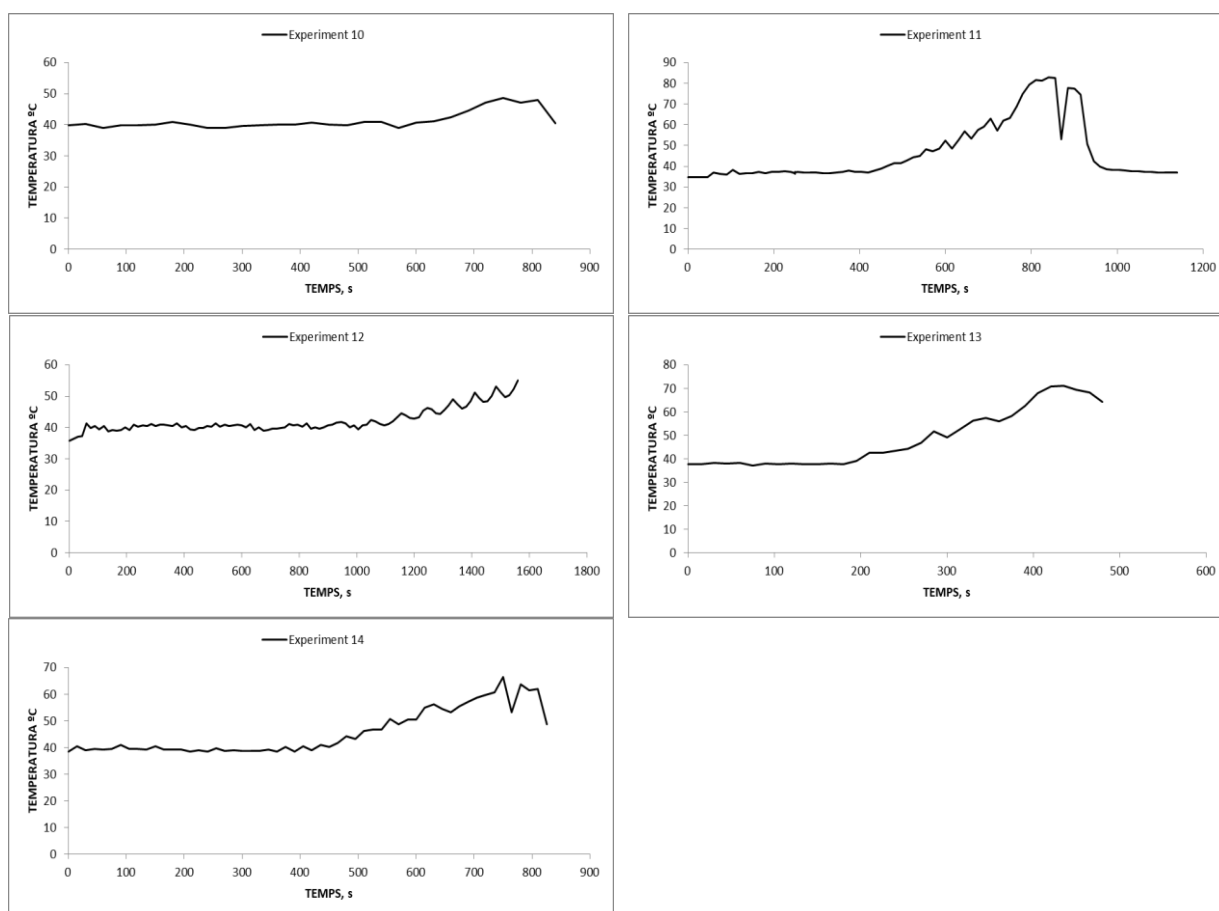 Experiment 10
TEMPERATURA ºC
60
50
40
30
20
10
0
0 100 200 300 400 500 600 700 800 900
TEMPS, s
Experiment 11
TEMPERATURA ºC
90
80
70
60
50
40
30
20
10
0
0 200 400 600 800 1000 1200
TEMPS, s
Experiment 12
TEMPERATURA ºC
60
50
40
30
20
10
0
0 200 400 600 800 1000 1200 1400 1600 1800
TEMPS, s
Experiment 13
TEMPERATURA ºC
80
70
60
50
40
30
20
10
0
0 100 200 300 400 500 600
TEMPS, s
Experiment 14
TEMPERATURA ºC
70
60
50
40
30
20
10
0
0 100 200 300 400 500 600 700 800 900
TEMPS, s